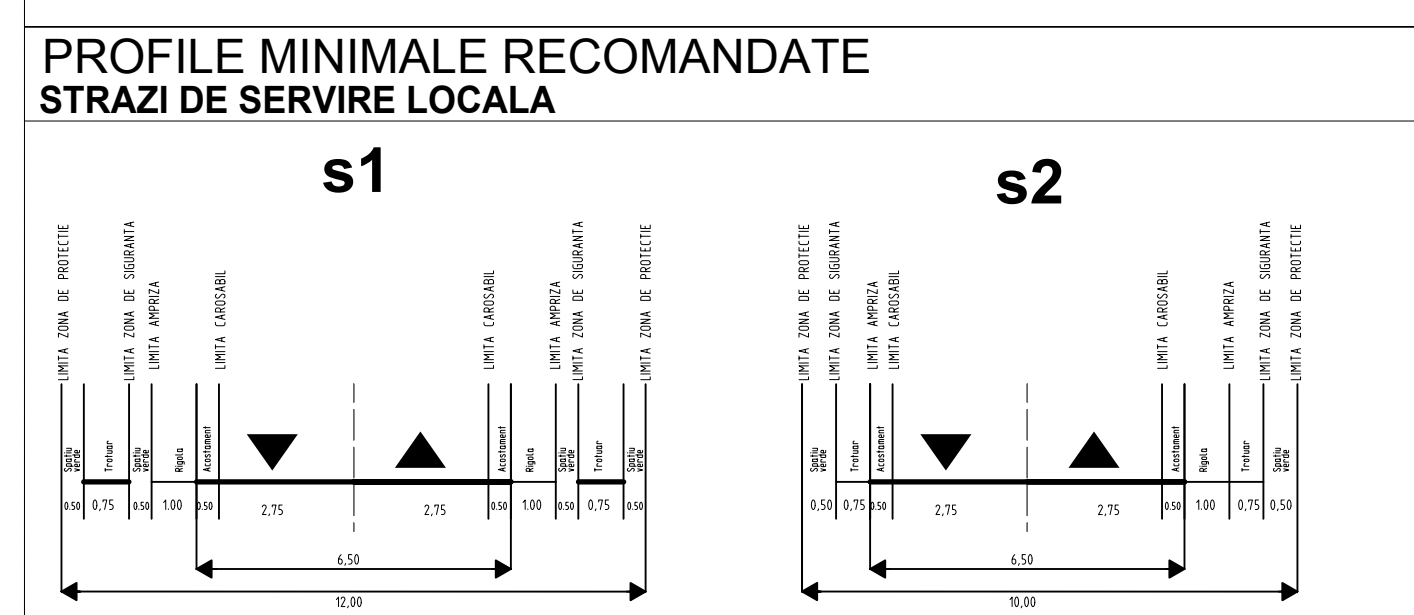 PROFILE MINIMALE RECOMANDATE
STRAZI DE SERVIRE LOCALA
s1
LIMITA ZONA DE PROTECTIE
LIMITA ZONA DE SIGURANTA
LIMITA AMPRIZA
LIMITA CAROSABIL
LIMITA CAROSABIL
LIMITA AMPRIZA
LIMITA ZONA DE SIGURANTA
LIMITA ZONA DE PROTECTIE
Spatiu
verde
Trotuar
Spatiu
verde
Rigola
Acostament
Acostament
Rigola
Spatiu
verde
Trotuar
Spatiu
verde
0.50 0,75 0.50 1.00 0.50 2,75 2,75 0.50 1.00 0.50 0,75 0.50
6,50
12,00
s2
LIMITA ZONA DE PROTECTIE
LIMITA ZONA DE SIGURANTA
LIMITA AMPRIZA
LIMITA CAROSABIL
LIMITA CAROSABIL
LIMITA AMPRIZA
LIMITA ZONA DE SIGURANTA
LIMITA ZONA DE PROTECTIE
Spatiu
verde
Trotuar
Acostament
Acostament
Rigola
Trotuar
Spatiu
verde
0,50 0,75 0.50 2,75 2,75 0.50 1.00 0,75 0,50
6,50
10,00